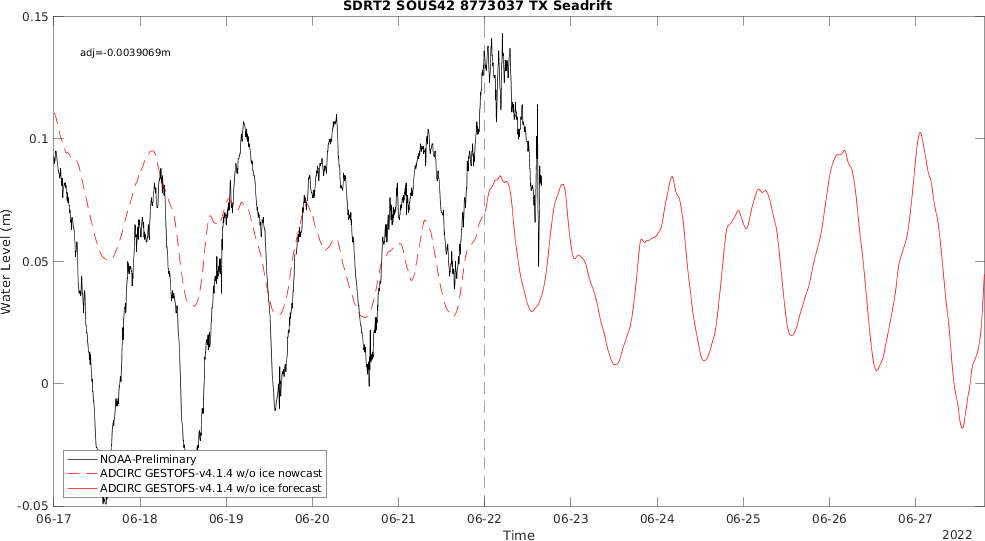 SDRT2 SOUS42 8773037 TX Seadrift
adj=-0.0039069m
Water Level (m)
0.15
0.1
0.05
0
-0.05
NOAA-Preliminary
ADCIRC GESTOFS-v4.1.4 w/o ice nowcast
ADCIRC GESTOFS-v4.1.4 w/o ice forecast
06-17 06-18 06-19 06-20 06-21 06-22 06-23 06-24 06-25 06-26 06-27
Time
2022